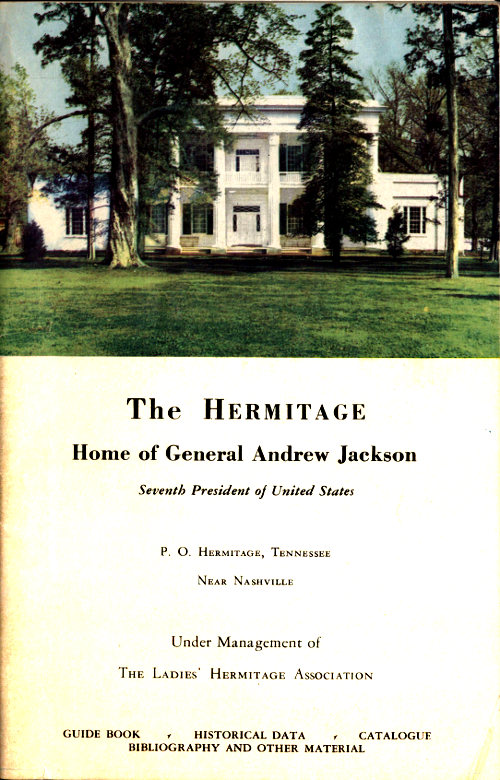 The HERMITAGE
Home of General Andrew Jackson
Seventh President of United States
P. O. Hermitage, Tennessee
Near Nashville
Under Management of
The Ladies' Hermitage Association
GUIDE BOOK , HISTORICAL DATA , CATALOGUE
BIBLIOGRAPHY AND OTHER MATERIAL